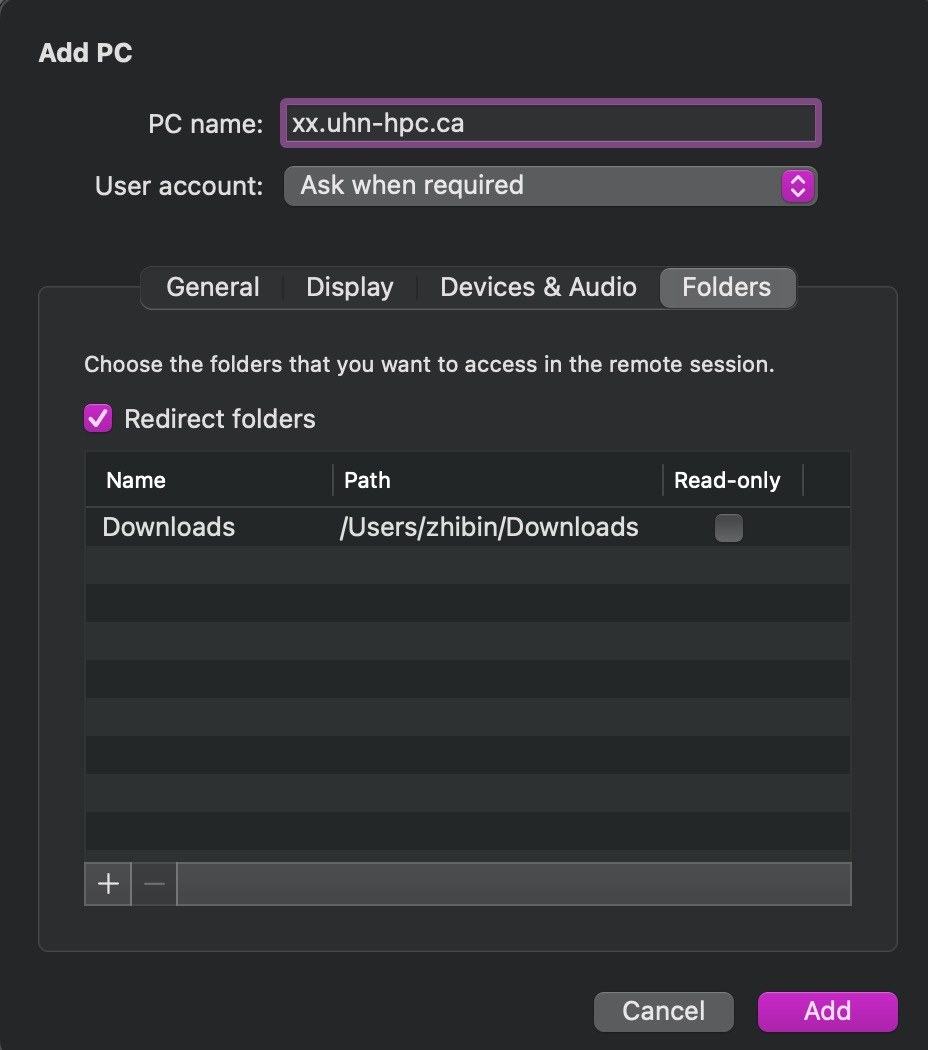 Add PC
PC name: xx.uhn-hpc.ca
User account: Ask when required
General Display Devices & Audio Folders
Choose the folders that you want to access in the remote session.
Redirect folders
Name Path Read-only
Downloads /Users/zhibin/Downloads
Cancel Add